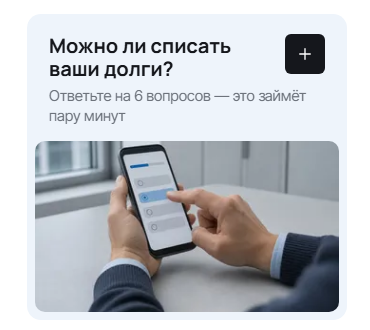 Можно ли списать
ваши долги?
Ответьте на 6 вопросов — это займёт
пару минут